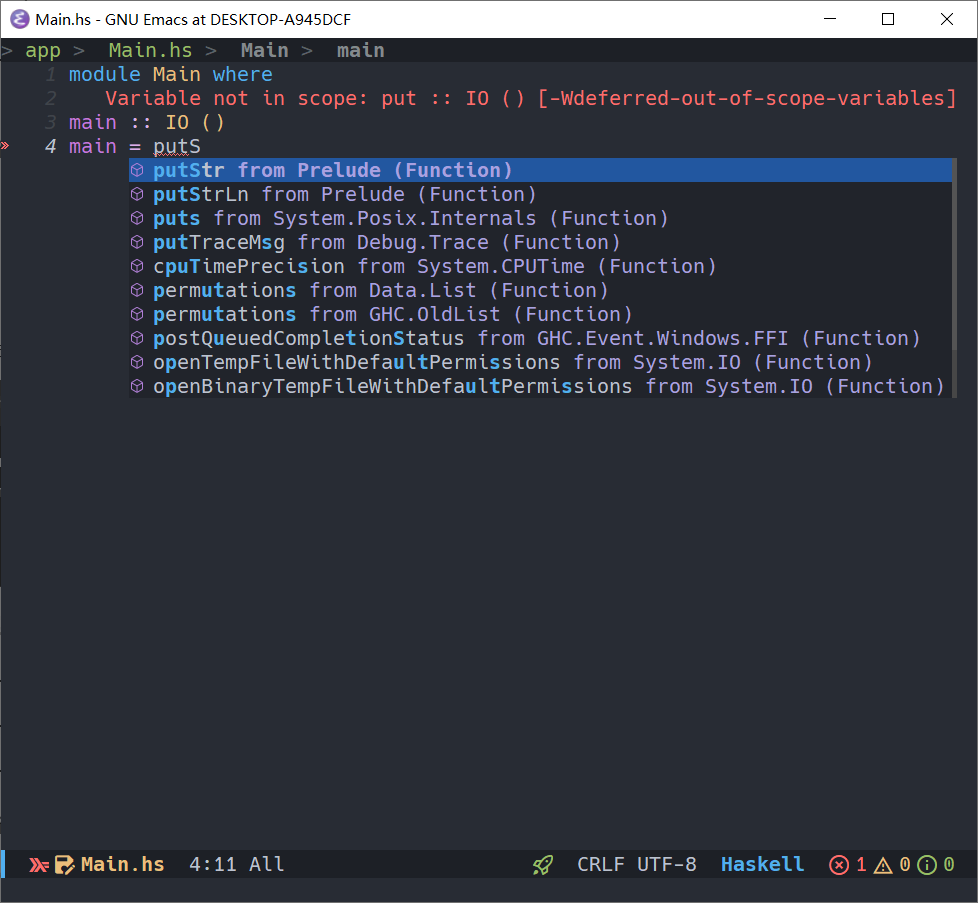 Main.hs - GNU Emacs at DESKTOP-A945DCF
> app > Main.hs > Main > main
1 module Main where
2 Variable not in scope: put :: IO () [-Wdeferred-out-of-scope-variables]
3 main :: IO ()
4 main = putS
putStr from Prelude (Function)
putStrLn from Prelude (Function)
puts from System.Posix.Internals (Function)
putTraceMsg from Debug.Trace (Function)
cpuTimePrecision from System.CPUTime (Function)
permutations from Data.List (Function)
permutations from GHC.OldList (Function)
postQueuedCompletionStatus from GHC.Event.Windows.FFI (Function)
openTempFileWithDefaultPermissions from System.IO (Function)
openBinaryTempFileWithDefaultPermissions from System.IO (Function)
Main.hs 4:11 All CRLF UTF-8 Haskell 1 0 0